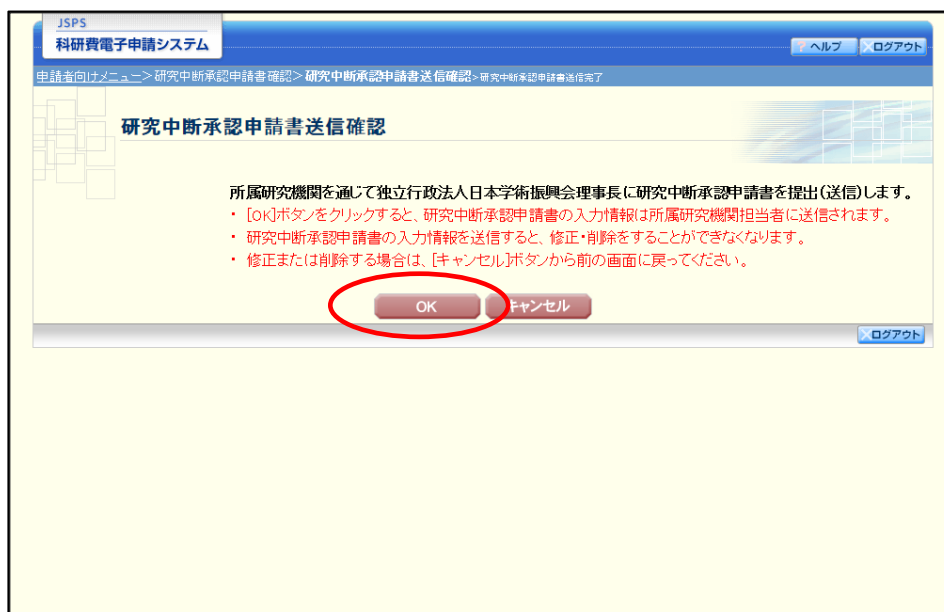 JSPS
科研費電子申請システム
? ヘルプ
ログアウト
申請者向けメニュー>研究中断承認申請書確認>研究中断承認申請書送信確認>研究中断承認申請書送信完了
研究中断承認申請書送信確認
所属研究機関を通じて独立行政法人日本学術振興会理事長に研究中断承認申請書を提出(送信)します。
・ [OK]ボタンをクリックすると、研究中断承認申請書の入力情報は所属研究機関担当者に送信されます。
・ 研究中断承認申請書の入力情報を送信すると、修正・削除をすることができなくなります。
・ 修正または削除する場合は、[キャンセル]ボタンから前の画面に戻ってください。
OK
キャンセル
ログアウト